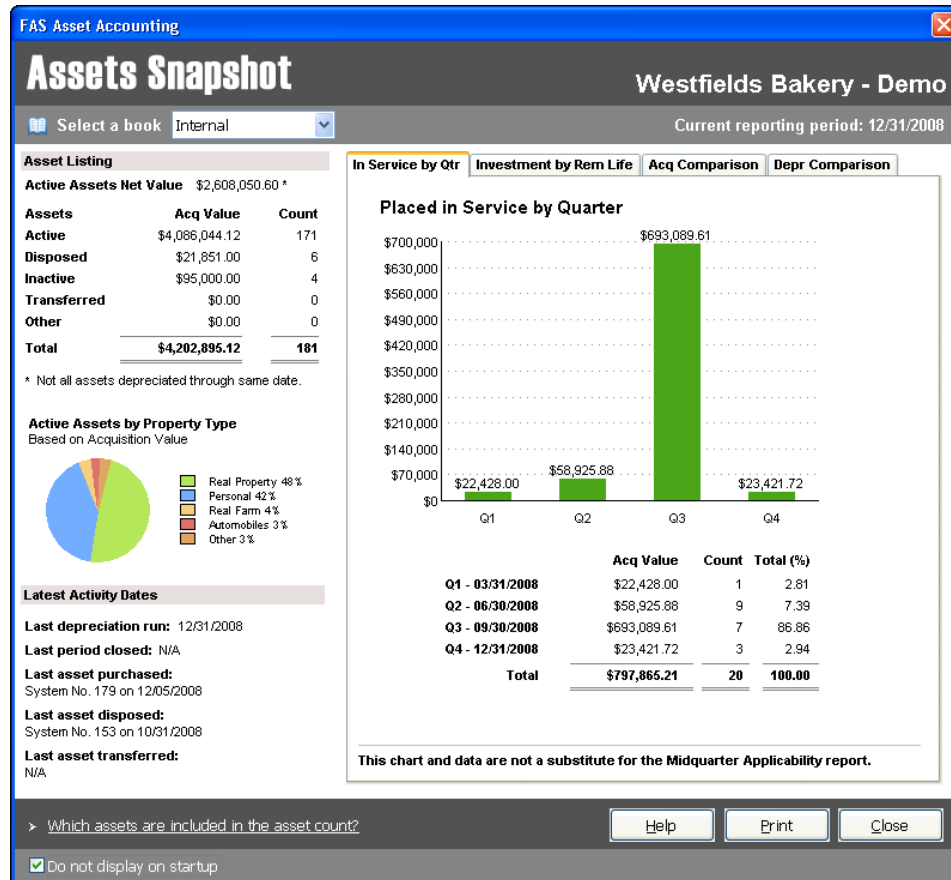 FAS Asset Accounting
Assets Snapshot
Westfields Bakery - Demo
Select a book Internal
Current reporting period: 12/31/2008
Asset Listing
Active Assets Net Value $2,608,050.60 *
Assets Acq Value Count
Active $4,086,044.12 171
Disposed $21,851.00 6
Inactive $95,000.00 4
Transferred $0.00 0
Other $0.00 0
Total $4,202,895.12 181
* Not all assets depreciated through same date.
Active Assets by Property Type
Based on Acquisition Value
Real Property 48%
Personal 42%
Real Farm 4%
Automobiles 3%
Other 3%
Latest Activity Dates
Last depreciation run: 12/31/2008
Last period closed: N/A
Last asset purchased:
System No. 179 on 12/05/2008
Last asset disposed:
System No. 153 on 10/31/2008
Last asset transferred:
N/A
In Service by Qtr Investment by Rem Life Acq Comparison Depr Comparison
Placed in Service by Quarter
$693,089.61
$700,000
$630,000
$560,000
$490,000
$420,000
$350,000
$280,000
$210,000
$140,000
$70,000
$0
$22,428.00
$58,925.88
$23,421.72
Q1 Q2 Q3 Q4
Acq Value Count Total (%)
Q1 - 03/31/2008 $22,428.00 1 2.81
Q2 - 06/30/2008 $58,925.88 9 7.39
Q3 - 09/30/2008 $693,089.61 7 86.86
Q4 - 12/31/2008 $23,421.72 3 2.94
Total $797,865.21 20 100.00
This chart and data are not a substitute for the Midquarter Applicability report.
> Which assets are included in the asset count?
Help Print Close
Do not display on startup